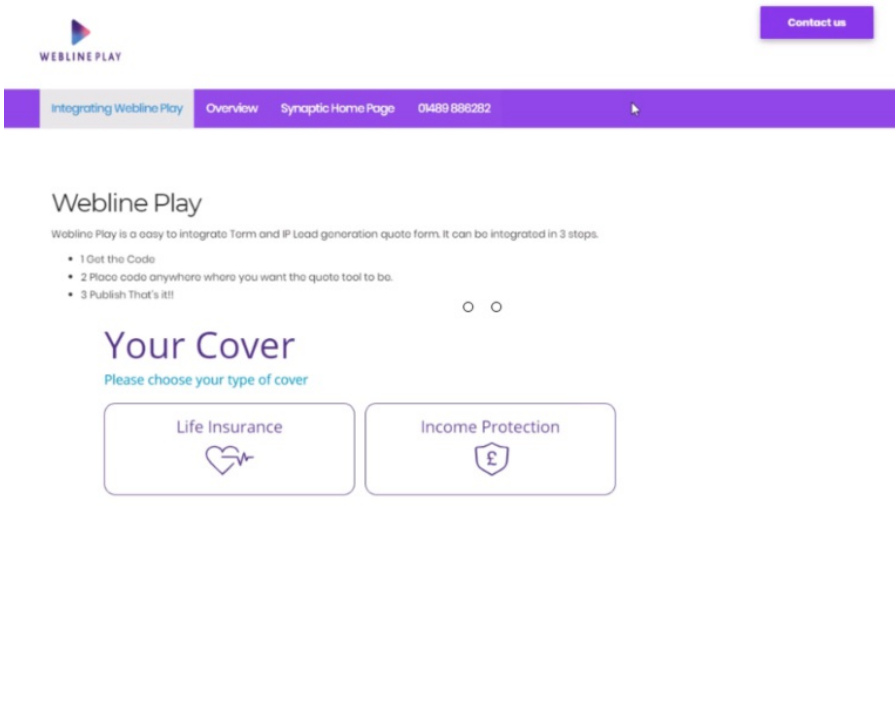 Contact us
WEBLINE PLAY
Integrating Webline Play Overview Synaptic Home Page 01489 886282
Webline Play
Webline Play is a easy to integrate Term and IP Lead generation quote form. It can be integrated in 3 steps.
1 Get the Code
2 Place code anywhere where you want the quote tool to be.
3 Publish That's it!!
Your Cover
Please choose your type of cover
Life Insurance
Income Protection
£